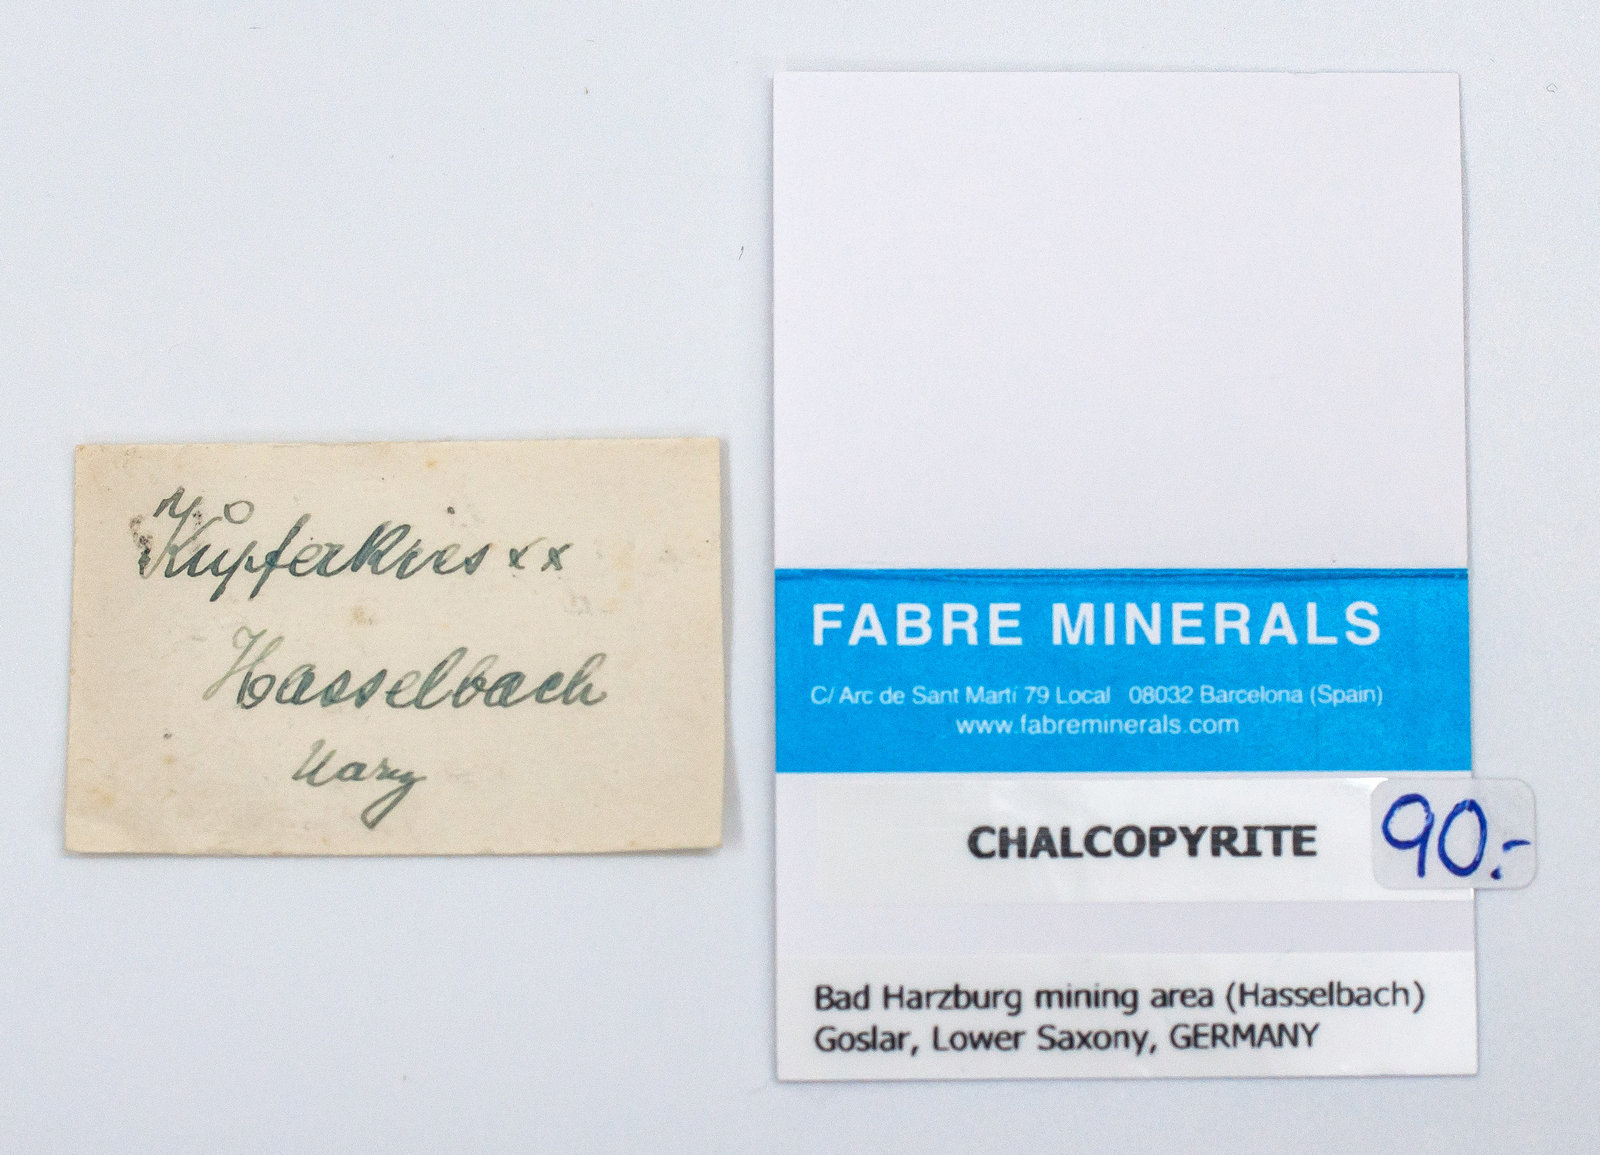 Kupferkies xx
Hasselbach
Harz
FABRE MINERALS
C/ Arc de Sant Martí 79 Local 08032 Barcelona (Spain)
www.fabreminerals.com
CHALCOPYRITE
90.-
Bad Harzburg mining area (Hasselbach)
Goslar, Lower Saxony, GERMANY